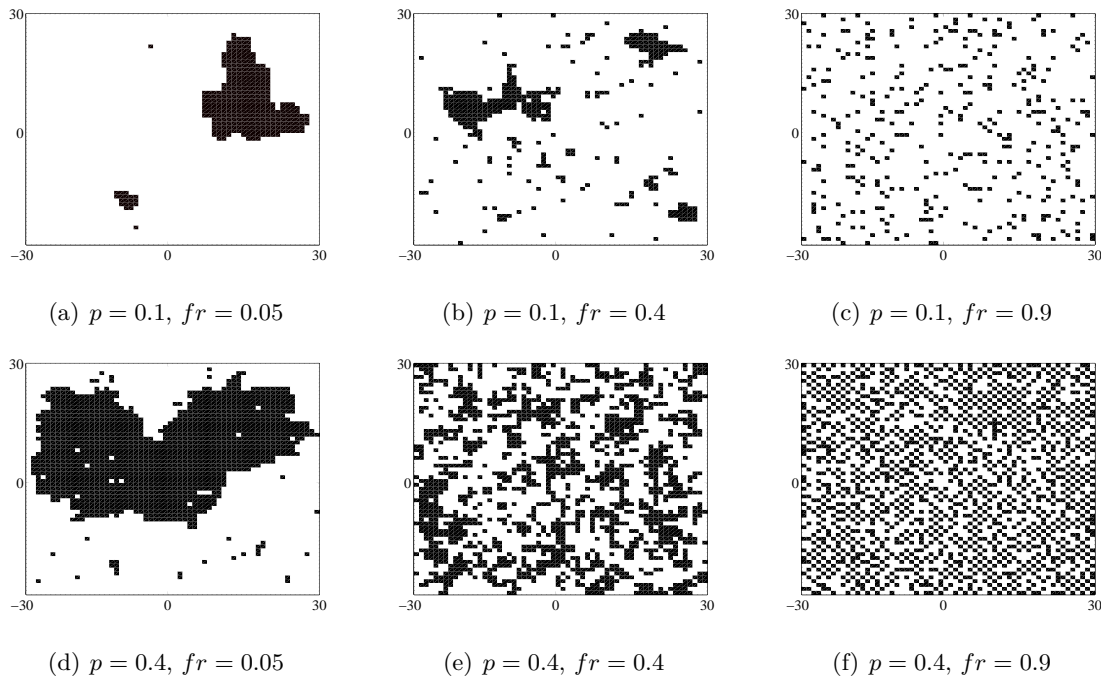 30 30 30
0 0 0
−30 0 30 −30 0 30 −30 0 30
(a) p = 0.1, fr = 0.05 (b) p = 0.1, fr = 0.4 (c) p = 0.1, fr = 0.9
30 30 30
0 0 0
−30 0 30 −30 0 30 −30 0 30
(d) p = 0.4, fr = 0.05 (e) p = 0.4, fr = 0.4 (f) p = 0.4, fr = 0.9